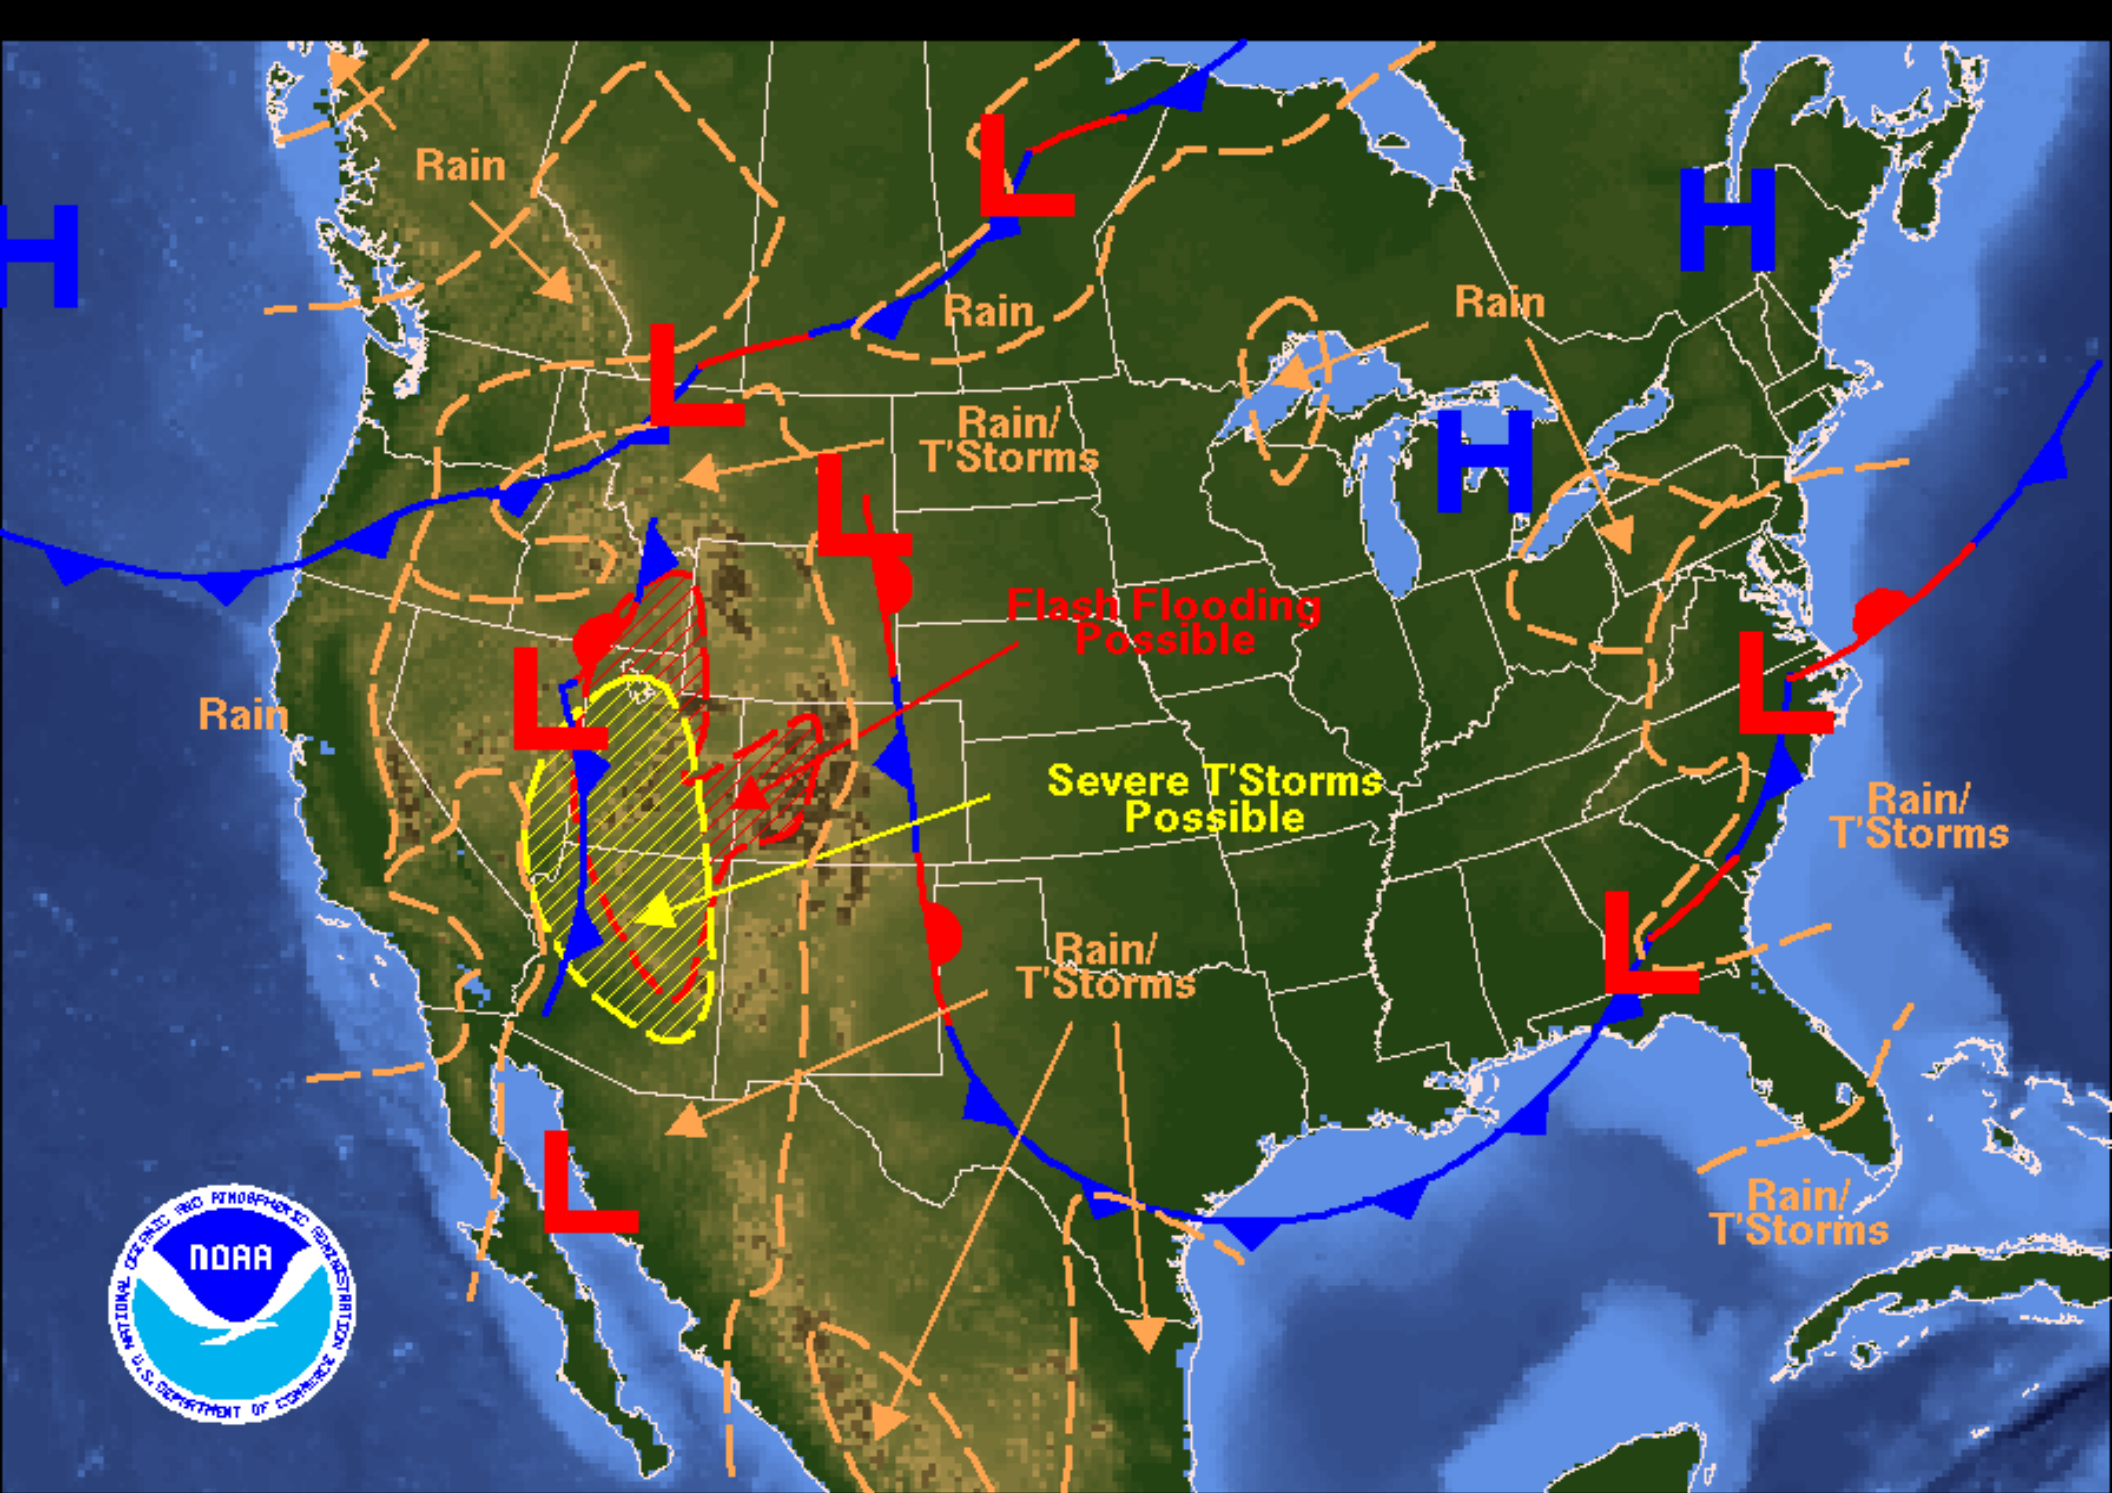 Rain
H
L
H
Rain
Rain
L
Rain/
T'Storms
H
L
Flash Flooding
Possible
L
L
Rain
Severe T'Storms
Possible
Rain/
T'Storms
L
Rain/
T'Storms
L
Rain/
T'Storms
NATIONAL OCEANIC AND ATMOSPHERIC ADMINISTRATION
NOAA
U.S. DEPARTMENT OF COMMERCE